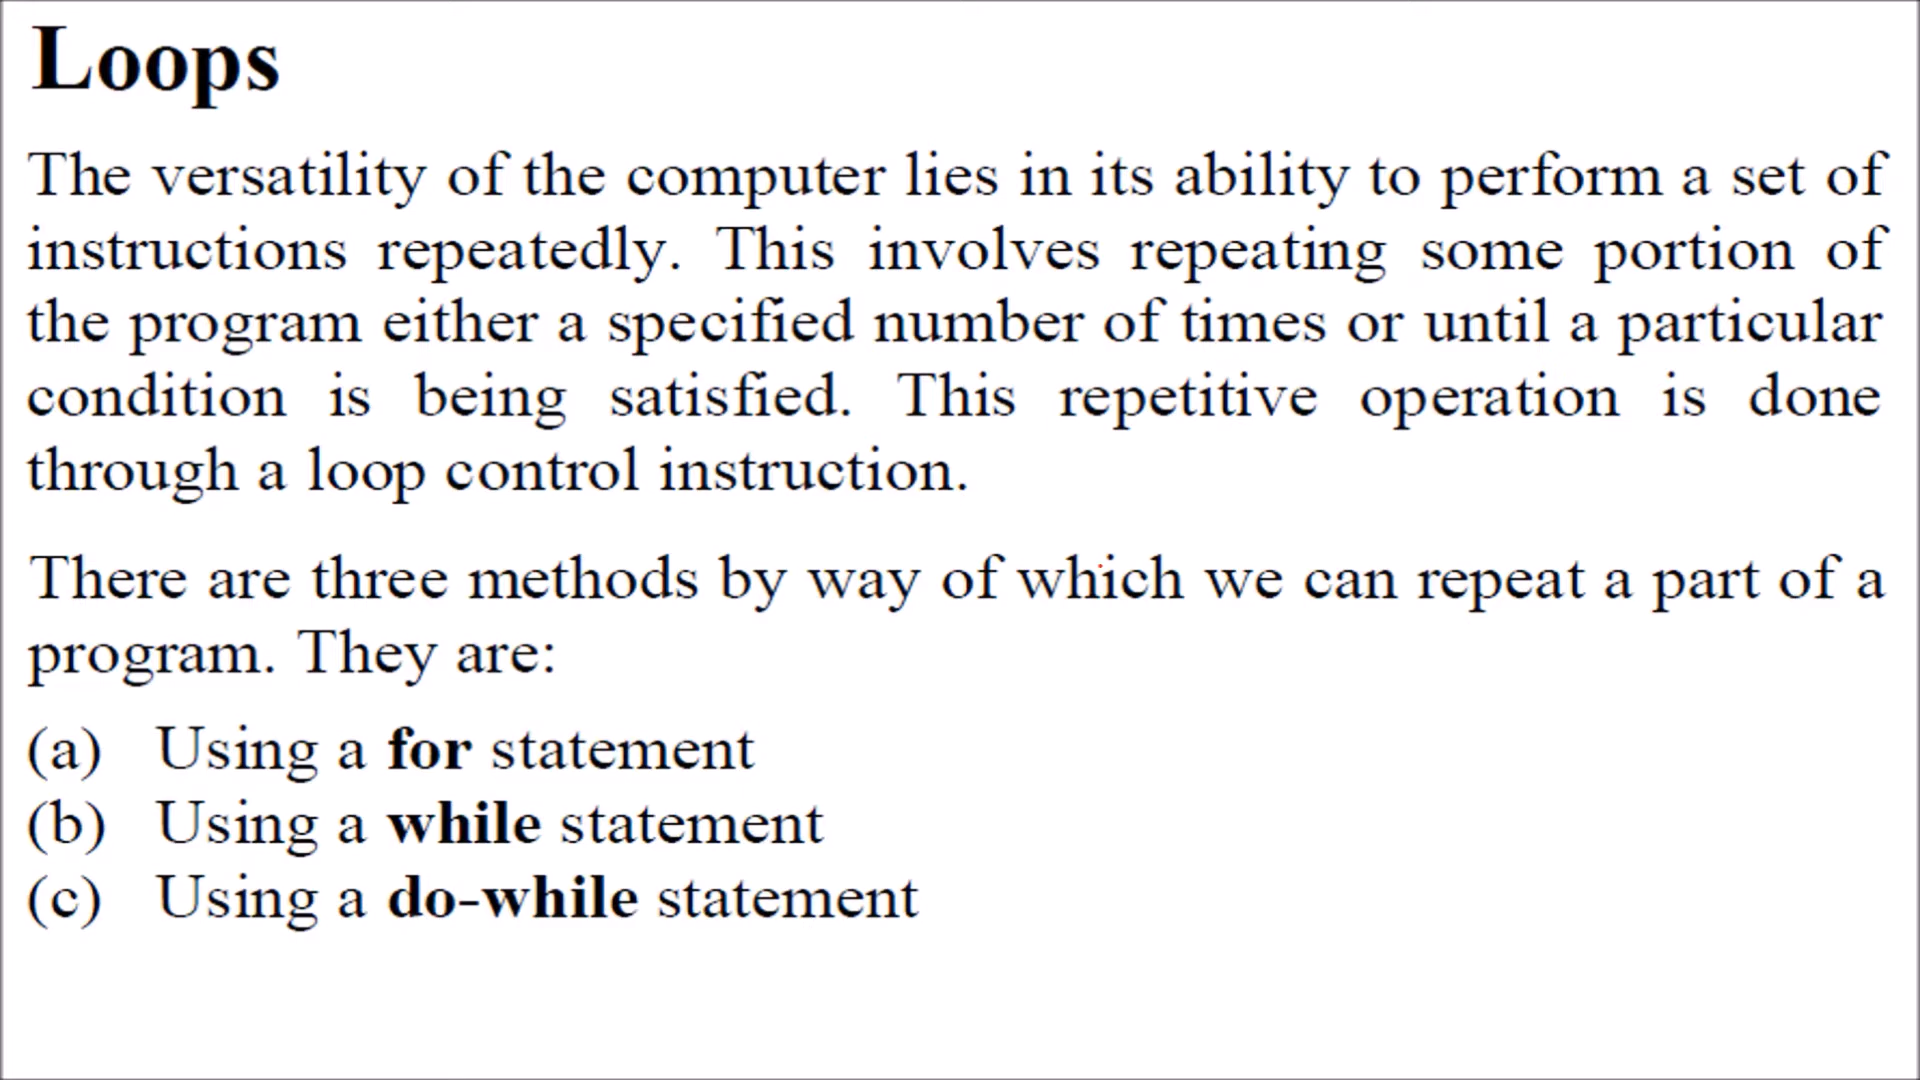 Loops
The versatility of the computer lies in its ability to perform a set of
instructions repeatedly. This involves repeating some portion of
the program either a specified number of times or until a particular
condition is being satisfied. This repetitive operation is done
through a loop control instruction.
There are three methods by way of which we can repeat a part of a
program. They are:
(a) Using a for statement
(b) Using a while statement
(c) Using a do-while statement